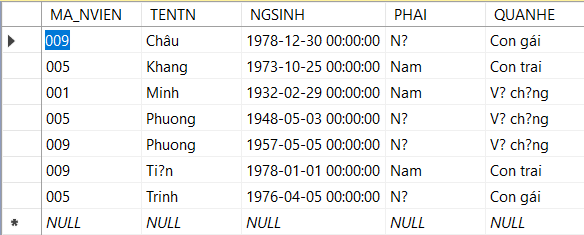 MA_NVIEN TENTN NGSINH PHAI QUANHE
009 Châu 1978-12-30 00:00:00 N? Con gái
005 Khang 1973-10-25 00:00:00 Nam Con trai
001 Minh 1932-02-29 00:00:00 Nam V? ch?ng
005 Phuong 1948-05-03 00:00:00 N? V? ch?ng
009 Phuong 1957-05-05 00:00:00 N? V? ch?ng
009 Ti?n 1978-01-01 00:00:00 Nam Con trai
005 Trinh 1976-04-05 00:00:00 N? Con gái
* NULL NULL NULL NULL NULL